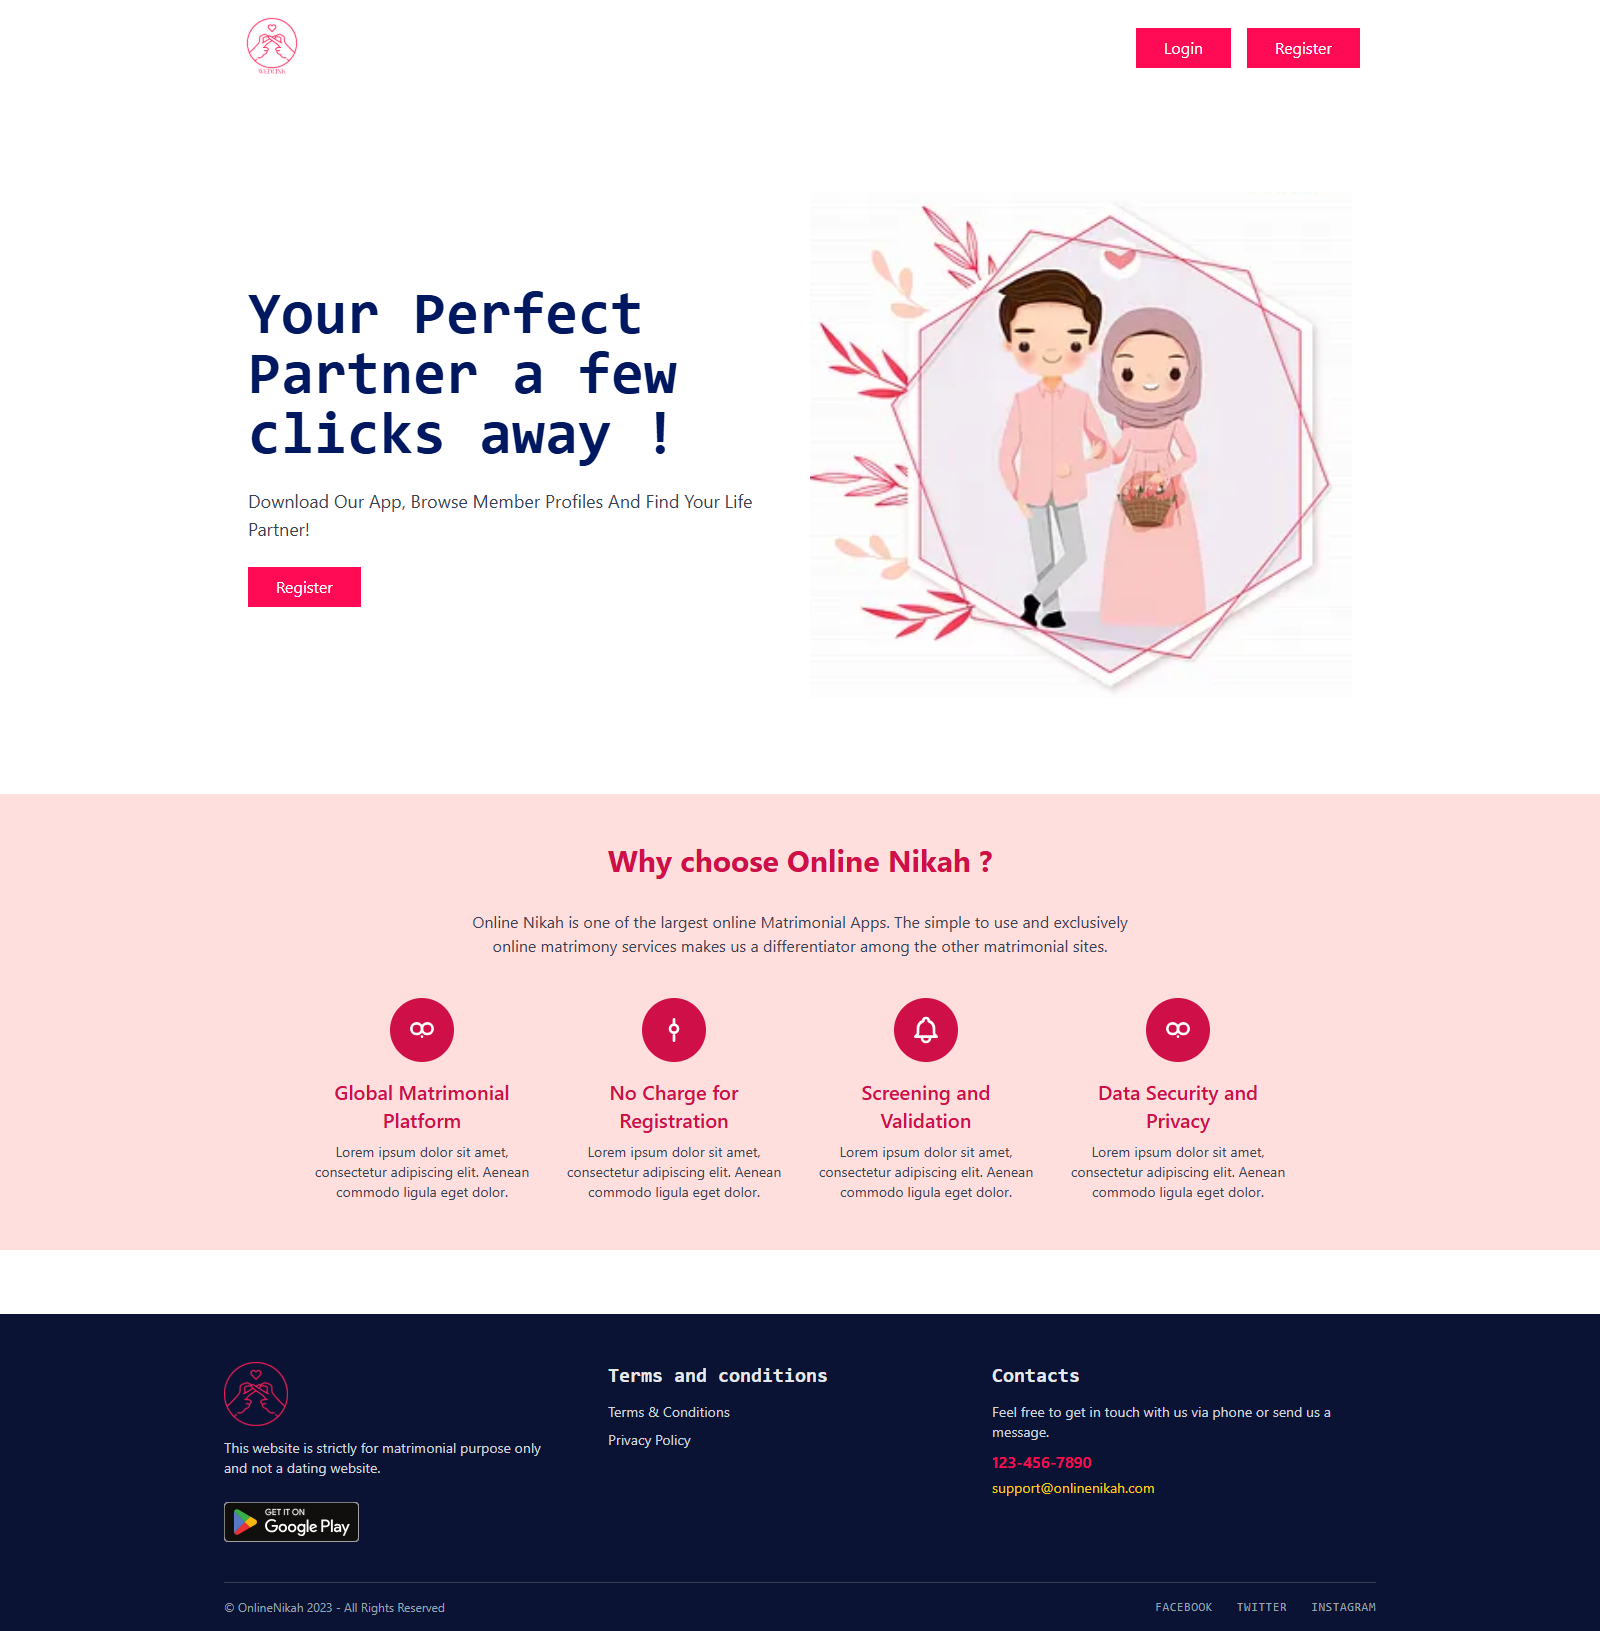 WEDLINK
Login
Register
Your Perfect
Partner a few
clicks away !
Download Our App, Browse Member Profiles And Find Your Life
Partner!
Register
Why choose Online Nikah ?
Online Nikah is one of the largest online Matrimonial Apps. The simple to use and exclusively
online matrimony services makes us a differentiator among the other matrimonial sites.
Global Matrimonial
Platform
Lorem ipsum dolor sit amet,
consectetur adipiscing elit. Aenean
commodo ligula eget dolor.
No Charge for
Registration
Lorem ipsum dolor sit amet,
consectetur adipiscing elit. Aenean
commodo ligula eget dolor.
Screening and
Validation
Lorem ipsum dolor sit amet,
consectetur adipiscing elit. Aenean
commodo ligula eget dolor.
Data Security and
Privacy
Lorem ipsum dolor sit amet,
consectetur adipiscing elit. Aenean
commodo ligula eget dolor.
This website is strictly for matrimonial purpose only
and not a dating website.
GET IT ON
Google Play
Terms and conditions
Terms & Conditions
Privacy Policy
Contacts
Feel free to get in touch with us via phone or send us a
message.
123-456-7890
support@onlinenikah.com
© OnlineNikah 2023 - All Rights Reserved
FACEBOOK
TWITTER
INSTAGRAM